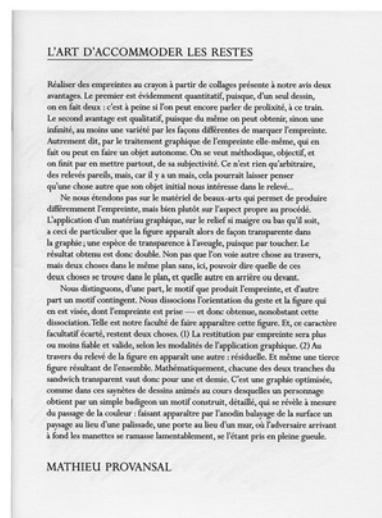 L'ART D'ACCOMMODER LES RESTES
Réaliser des empreintes au crayon à partir de collages présente à notre avis deux
avantages. Le premier est évidemment quantitatif, puisque, d'un seul dessin,
on en fait deux : c'est à peine si l'on peut encore parler de prolixité, à ce train.
Le second avantage est qualitatif, puisque du même on peut obtenir, sinon une
infinité, au moins une variété par les façons différentes de marquer l'empreinte.
Autrement dit, par le traitement graphique de l'empreinte elle-même, qui en
fait ou peut en faire un objet autonome. On se veut méthodique, objectif, et
on finit par en mettre partout, de sa subjectivité. Ce n'est rien qu'arbitraire,
des relevés pareils, mais, car il y a un mais, cela pourrait laisser penser
qu'une chose autre que son objet initial nous intéresse dans le relevé...
Ne nous étendons pas sur le matériel de beaux-arts qui permet de produire
différemment l'empreinte, mais bien plutôt sur l'aspect propre au procédé.
L'application d'un matériau graphique, sur le relief si maigre ou bas qu'il soit,
a ceci de particulier que la figure apparaît alors de façon transparente dans
la graphie ; une espèce de transparence à l'aveugle, puisque par toucher. Le
résultat obtenu est donc double. Non pas que l'on voie autre chose au travers,
mais deux choses dans le même plan sans, ici, pouvoir dire quelle de ces
deux choses se trouve dans le plan, et quelle autre en arrière ou devant.
Nous distinguons, d'une part, le motif que produit l'empreinte, et d'autre
part un motif contingent. Nous dissocions l'orientation du geste et la figure qui
en est visée, dont l'empreinte est prise — et donc obtenue, nonobstant cette
dissociation. Telle est notre faculté de faire apparaître cette figure. Et, ce caractère
facultatif écarté, restent deux choses. (1) La restitution par empreinte sera plus
ou moins fiable et valide, selon les modalités de l'application graphique. (2) Au
travers du relevé de la figure en apparaît une autre : résiduelle. Et même une tierce
figure résultant de l'ensemble. Mathématiquement, chacune des deux tranches du
sandwich transparent vaut donc pour une et demie. C'est une graphie optimisée,
comme dans ces saynètes de dessins animés au cours desquelles un personnage
obtient par un simple badigeon un motif construit, détaillé, qui se révèle à mesure
du passage de la couleur : faisant apparaître par l'anodin balayage de la surface un
paysage au lieu d'une palissade, une porte au lieu d'un mur, où l'adversaire arrivant
à fond les manettes se ramasse lamentablement, se l'étant pris en pleine gueule.
MATHIEU PROVANSAL